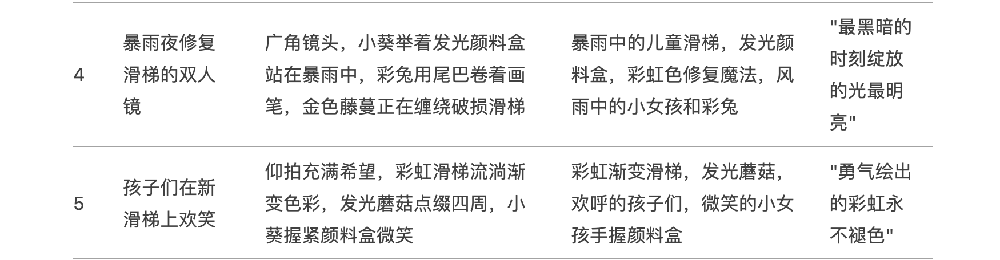 4
暴雨夜修复
滑梯的双人
镜
广角镜头，小葵举着发光颜料盒
站在暴雨中，彩兔用尾巴卷着画
笔，金色藤蔓正在缠绕破损滑梯
暴雨中的儿童滑梯，发光颜
料盒，彩虹色修复魔法，风
雨中的小女孩和彩兔
"最黑暗的
时刻绽放
的光最明
亮"
5
孩子们在新
滑梯上欢笑
仰拍充满希望，彩虹滑梯流淌渐
变色彩，发光蘑菇点缀四周，小
葵握紧颜料盒微笑
彩虹渐变滑梯，发光蘑菇，
欢呼的孩子们，微笑的小女
孩手握颜料盒
"勇气绘出
的彩虹永
不褪色"